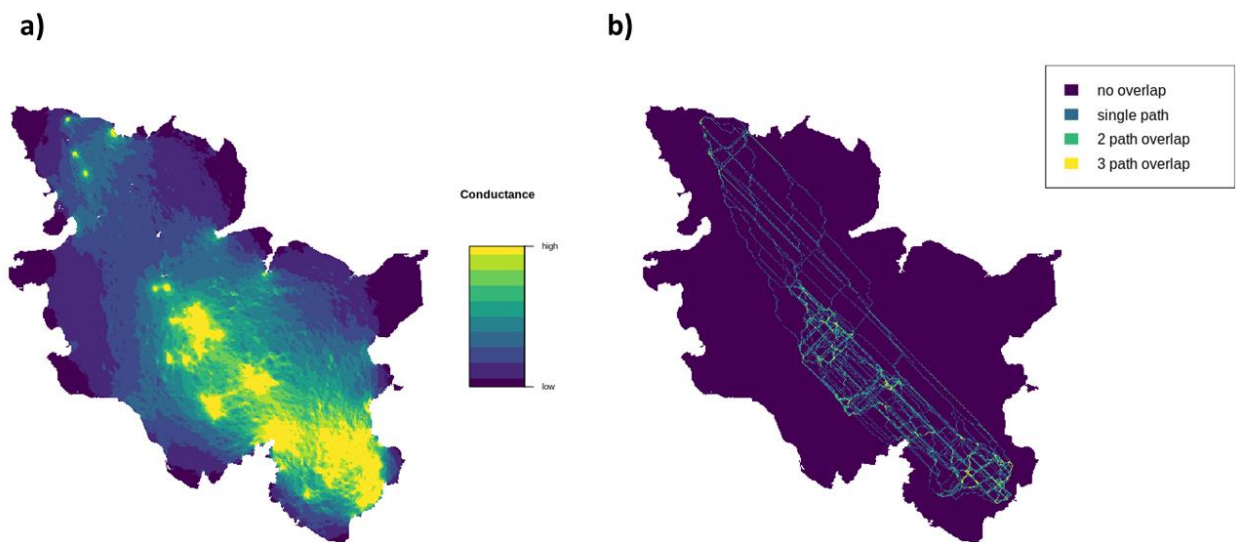 a)
b)
no overlap
single path
2 path overlap
3 path overlap
Conductance
high
low